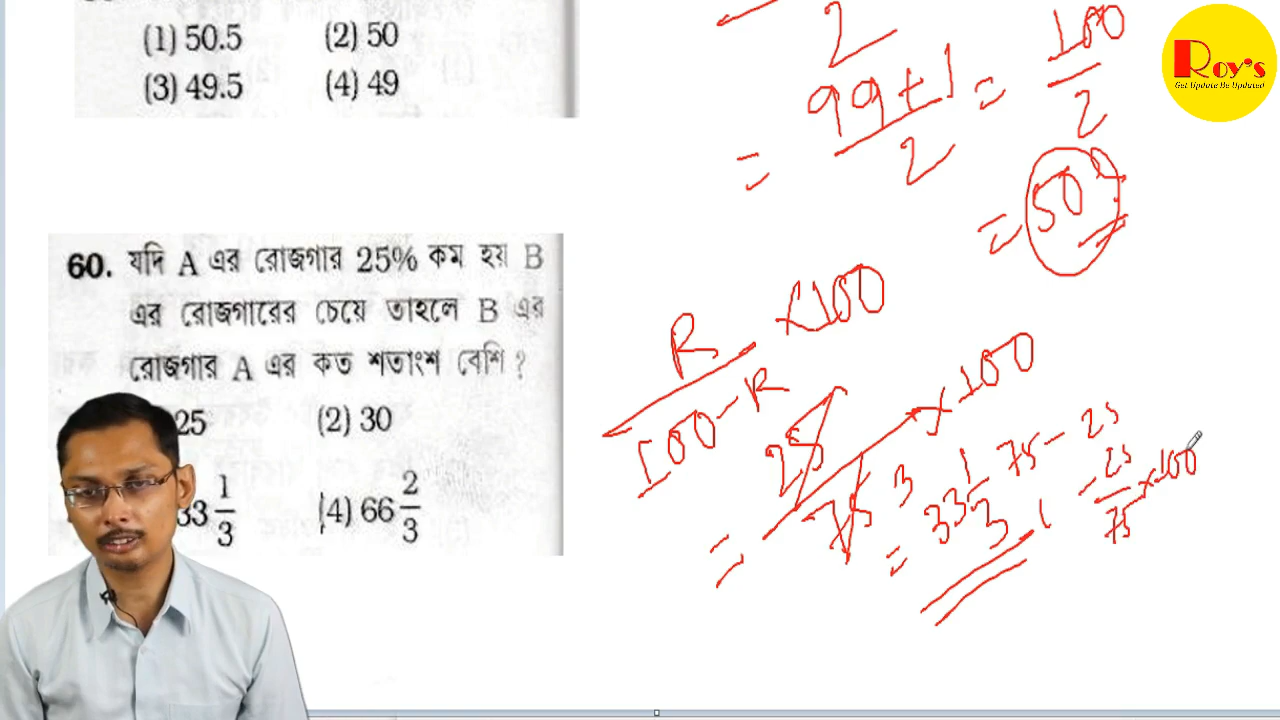 (1) 50.5 (2) 50
(3) 49.5 (4) 49
60. যদি A এর রোজগার 25% কম হয় B
এর রোজগারের চেয়ে তাহলে B এর
রোজগার A এর কত শতাংশ বেশি ?
25 (2) 30
33 1/3 (4) 66 2/3
2
99+1/2 = 100/2
= 50
R/100-R ×100
= 25/75 × 100
3
= 33 1/3
75 - 25
25/75 ×100
Roy's
Get Update Be Updated